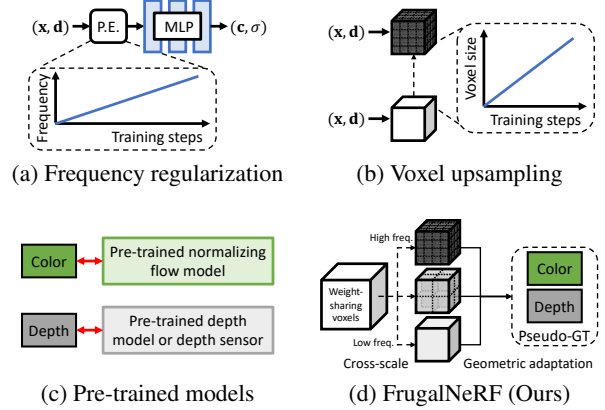 (x, d)
P.E.
MLP
(c, σ)
Frequency
Training steps
(a) Frequency regularization
(x, d)
(x, d)
Voxel size
Training steps
(b) Voxel upsampling
Color
Pre-trained normalizing
flow model
Depth
Pre-trained depth
model or depth sensor
(c) Pre-trained models
High freq.
Weight-
sharing
voxels
Low freq.
Cross-scale
Geometric adaptation
Color
Depth
Pseudo-GT
(d) FrugalNeRF (Ours)